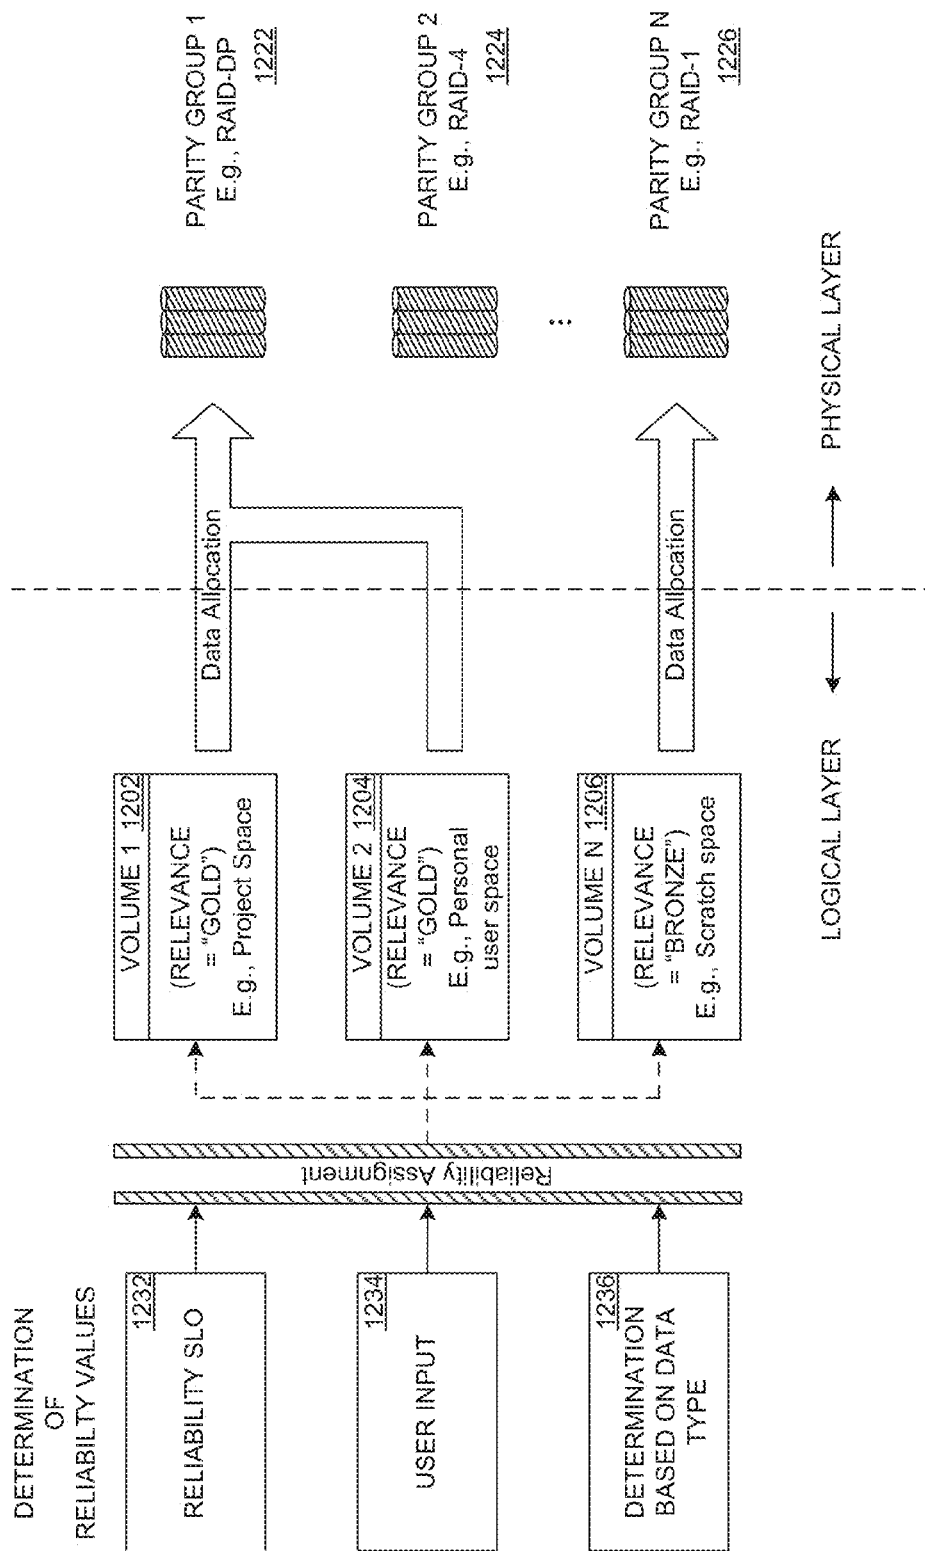 DETERMINATION
OF
RELIABILTY VALUES
1232
RELIABILITY SLO
1234
USER INPUT
1236
DETERMINATION
BASED ON DATA
TYPE
Reliability Assignment
VOLUME 1 1202
(RELEVANCE
= "GOLD")
E.g., Project Space
VOLUME 2 1204
(RELEVANCE
= "GOLD")
E.g., Personal
user space
VOLUME N 1206
(RELEVANCE
= "BRONZE")
E.g., Scratch space
Data Allocation
Data Allocation
PARITY GROUP 1
E.g., RAID-DP
1222
PARITY GROUP 2
E.g., RAID-4
1224
...
PARITY GROUP N
E.g., RAID-1
1226
LOGICAL LAYER
PHYSICAL LAYER